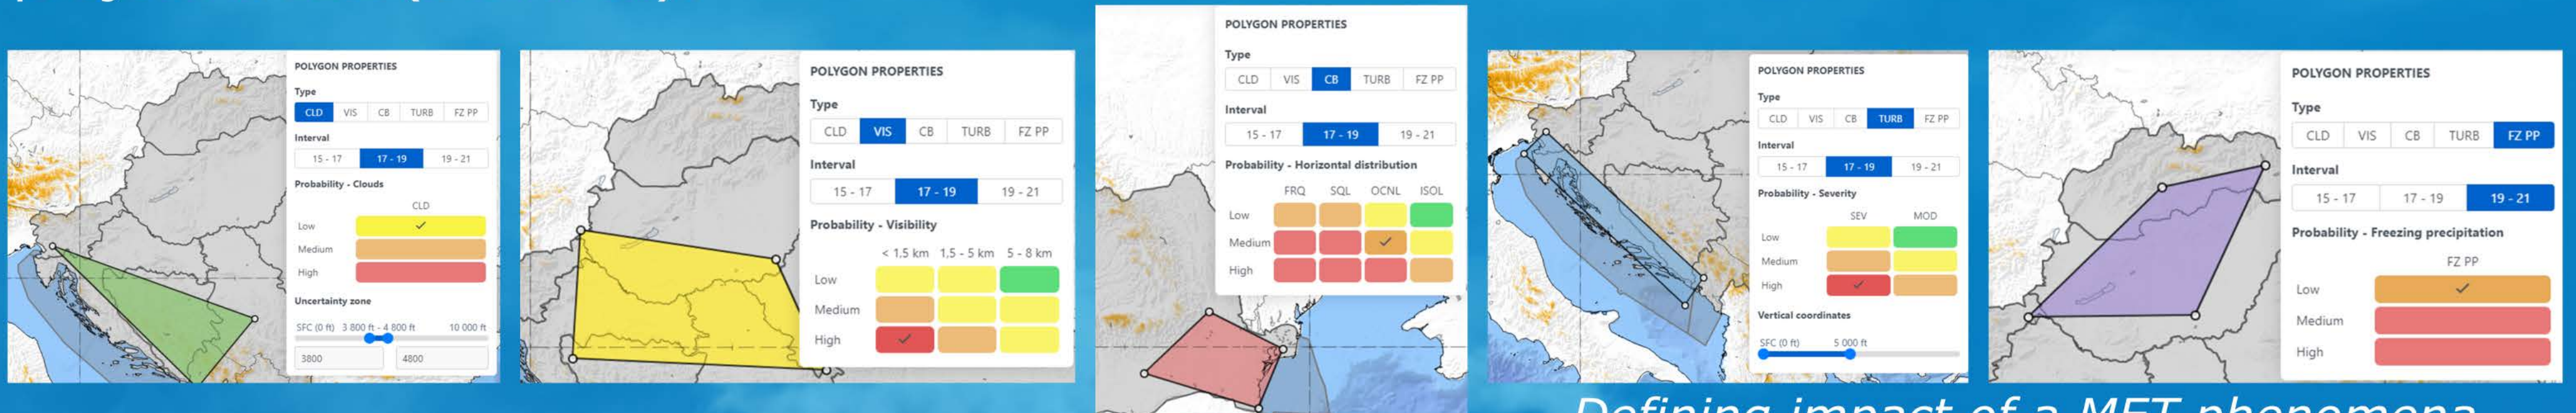 POLYGON PROPERTIES
Type
CLD VIS CB TURB FZ PP
Interval
15 - 17 17 - 19 19 - 21
Probability - Clouds
CLD
Low
Medium
High
Uncertainty zone
SFC (0 ft) 3 800 ft - 4 800 ft 10 000 ft
3800 4800
POLYGON PROPERTIES
Type
CLD VIS CB TURB FZ PP
Interval
15 - 17 17 - 19 19 - 21
Probability - Visibility
< 1,5 km 1,5 - 5 km 5 - 8 km
Low
Medium
High
POLYGON PROPERTIES
Type
CLD VIS CB TURB FZ PP
Interval
15 - 17 17 - 19 19 - 21
Probability - Horizontal distribution
FRQ SQL OCNL ISOL
Low
Medium
High
POLYGON PROPERTIES
Type
CLD VIS CB TURB FZ PP
Interval
15 - 17 17 - 19 19 - 21
Probability - Severity
SEV MOD
Low
Medium
High
Vertical coordinates
SFC (0 ft) 5 000 ft
POLYGON PROPERTIES
Type
CLD VIS CB TURB FZ PP
Interval
15 - 17 17 - 19 19 - 21
Probability - Freezing precipitation
FZ PP
Low
Medium
High
Defining impact of a MET phenomena